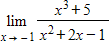 lim x→-1 (x³+5)/(x²+2x-1)